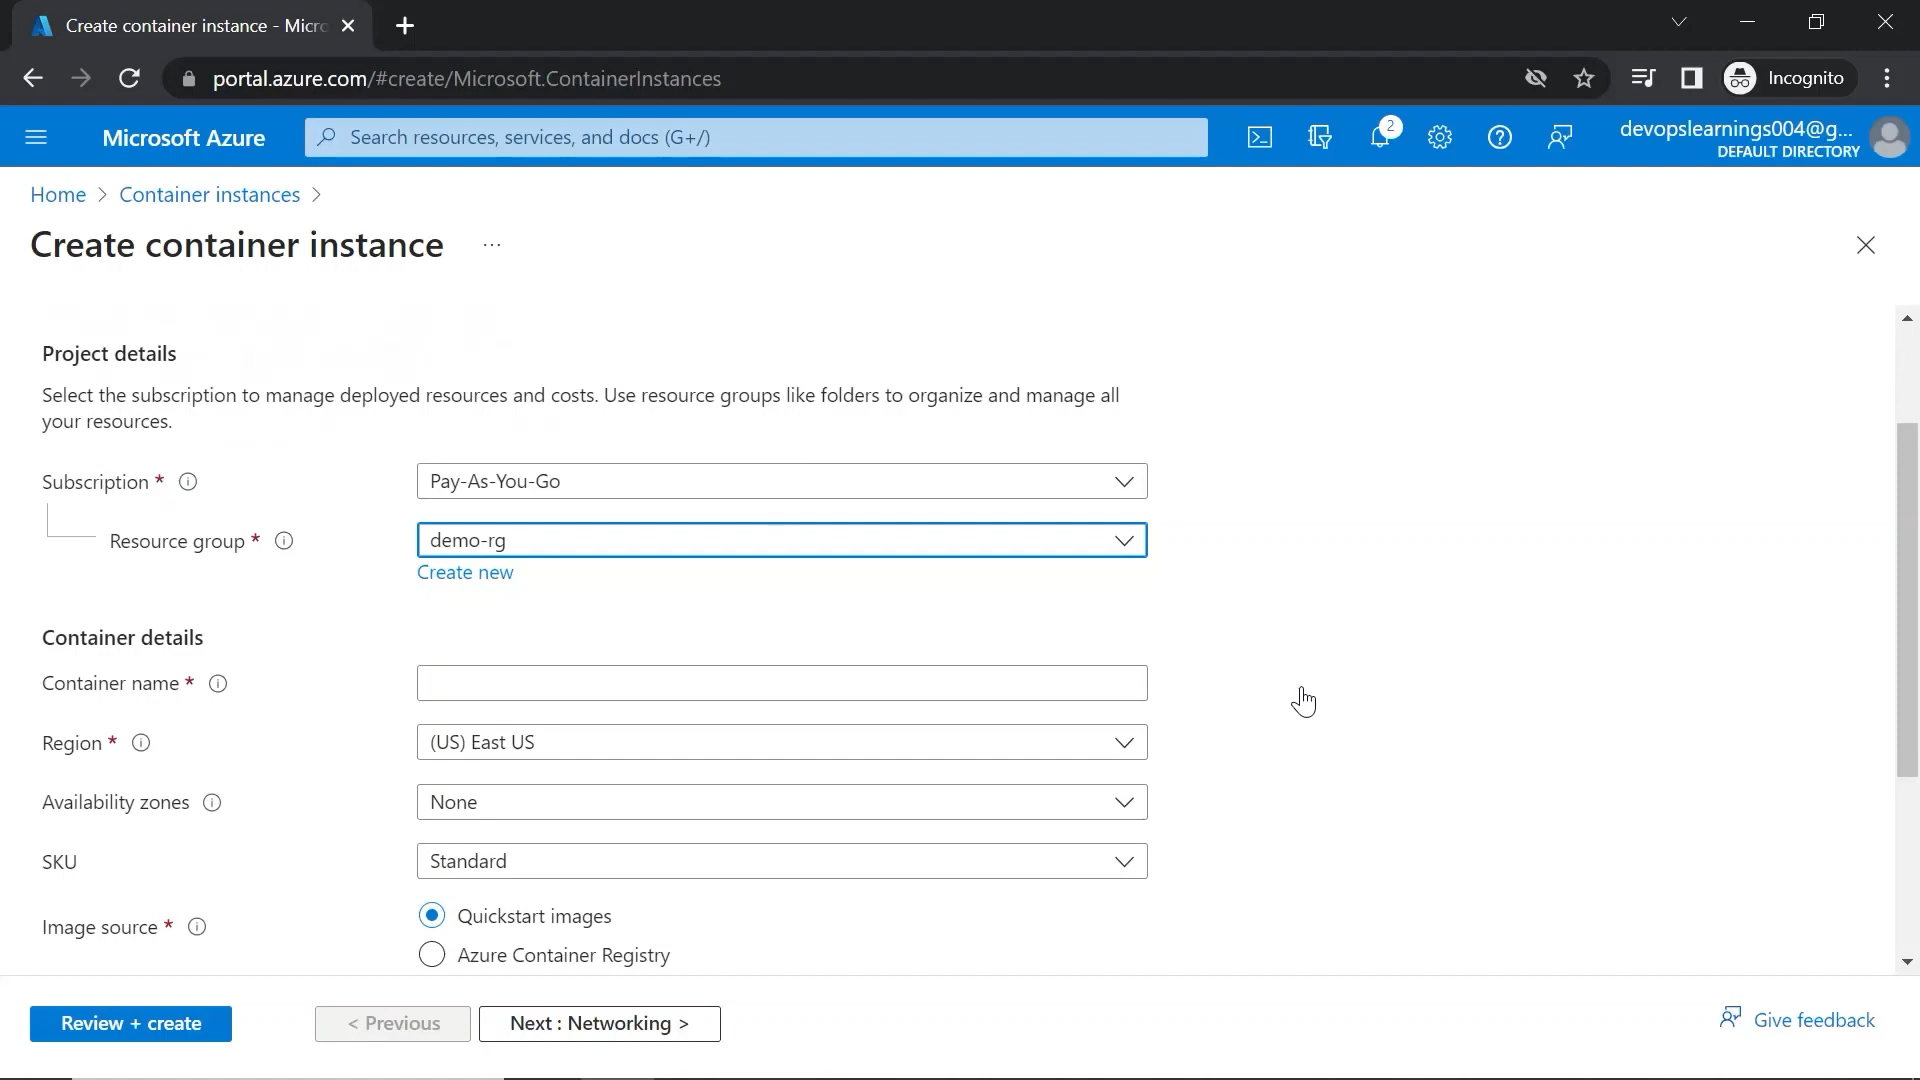 Create container instance - Micro
portal.azure.com/#create/Microsoft.ContainerInstances
Incognito
Microsoft Azure
Search resources, services, and docs (G+/)
2
devopslearnings004@g...
DEFAULT DIRECTORY
Home > Container instances >
Create container instance ...
Project details
Select the subscription to manage deployed resources and costs. Use resource groups like folders to organize and manage all
your resources.
Subscription *
Pay-As-You-Go
Resource group *
demo-rg
Create new
Container details
Container name *
Region *
(US) East US
Availability zones
None
SKU
Standard
Image source *
Quickstart images
Azure Container Registry
Review + create
< Previous
Next : Networking >
Give feedback